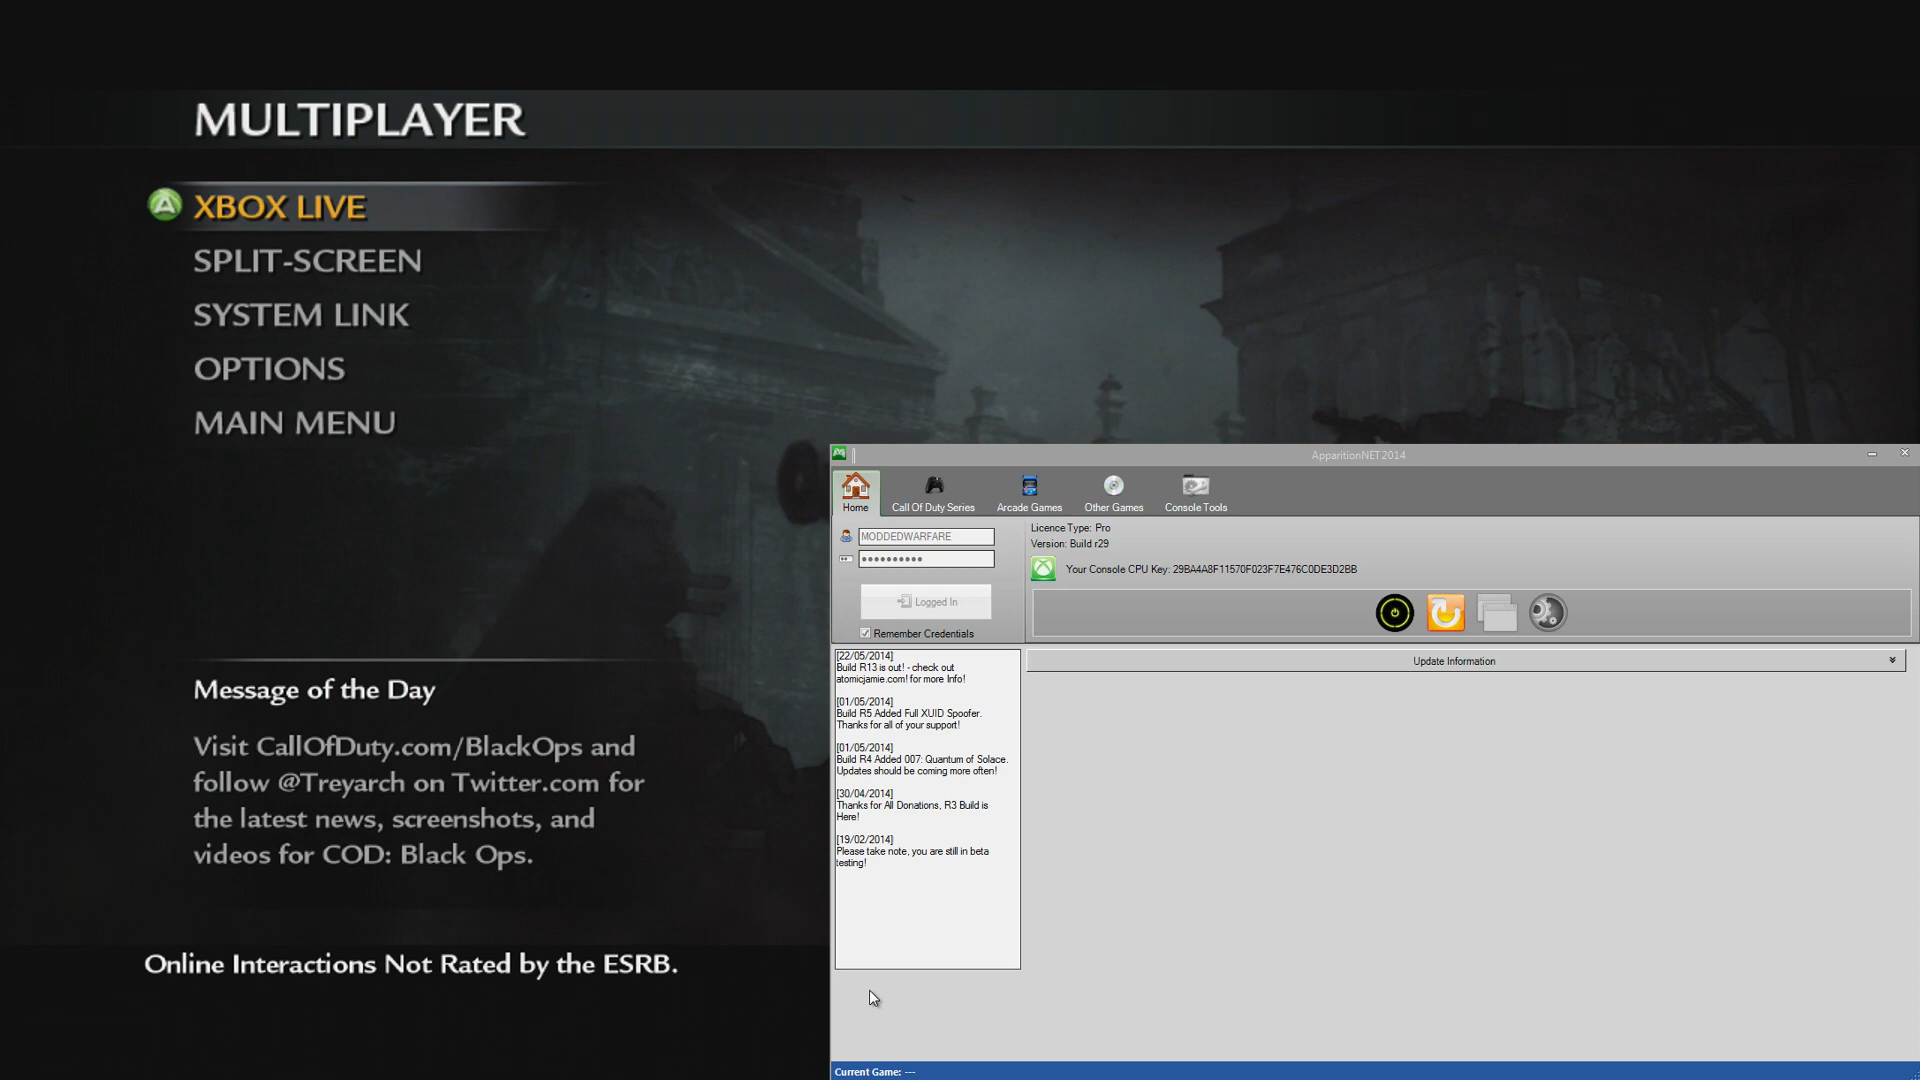 MULTIPLAYER
A XBOX LIVE
SPLIT-SCREEN
SYSTEM LINK
OPTIONS
MAIN MENU
Message of the Day
Visit CallOfDuty.com/BlackOps and
follow @Treyarch on Twitter.com for
the latest news, screenshots, and
videos for COD: Black Ops.
Online Interactions Not Rated by the ESRB.
ApparitionNET2014
Home
Call Of Duty Series
Arcade Games
Other Games
Console Tools
MODDEDWARFARE
Logged In
Remember Credentials
Licence Type: Pro
Version: Build r29
Your Console CPU Key: 29BA4A8F11570F023F7E476C0DE3D2BB
Update Information
[22/05/2014]
Build R13 is out! - check out
atomicjamie.com! for more Info!
[01/05/2014]
Build R5 Added Full XUID Spoofer.
Thanks for all of your support!
[01/05/2014]
Build R4 Added 007: Quantum of Solace.
Updates should be coming more often!
[30/04/2014]
Thanks for All Donations, R3 Build is
Here!
[19/02/2014]
Please take note, you are still in beta
testing!
Current Game: ---